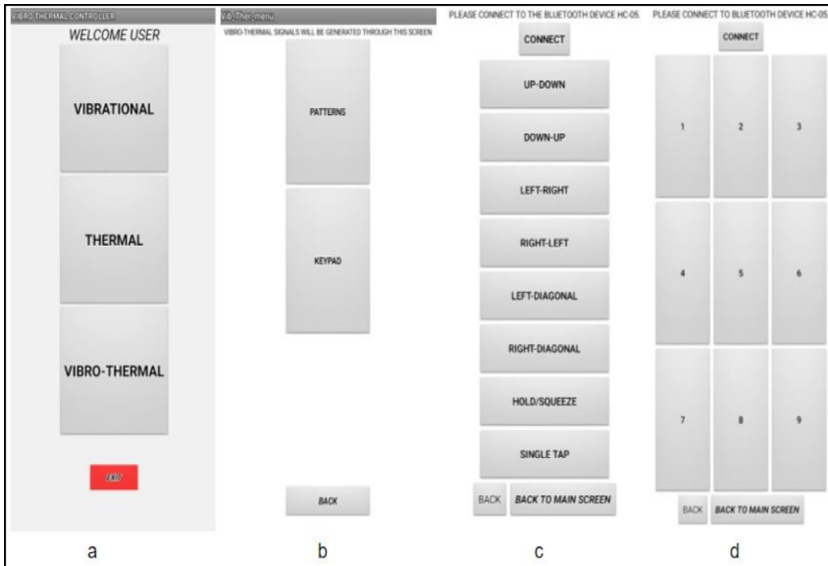 VIBRO-THERMAL CONTROLLER
WELCOME USER
VIBRATIONAL
THERMAL
VIBRO-THERMAL
EXIT
a
Vib_Ther_menu
VIBRO-THERMAL SIGNALS WILL BE GENERATED THROUGH THIS SCREEN
PATTERNS
KEYPAD
BACK
b
PLEASE CONNECT TO THE BLUETOOTH DEVICE HC-05.
CONNECT
UP-DOWN
DOWN-UP
LEFT-RIGHT
RIGHT-LEFT
LEFT-DIAGONAL
RIGHT-DIAGONAL
HOLD/SQUEEZE
SINGLE TAP
BACK BACK TO MAIN SCREEN
c
PLEASE CONNECT TO BLUETOOTH DEVICE HC-05
CONNECT
1 2 3
4 5 6
7 8 9
BACK BACK TO MAIN SCREEN
d